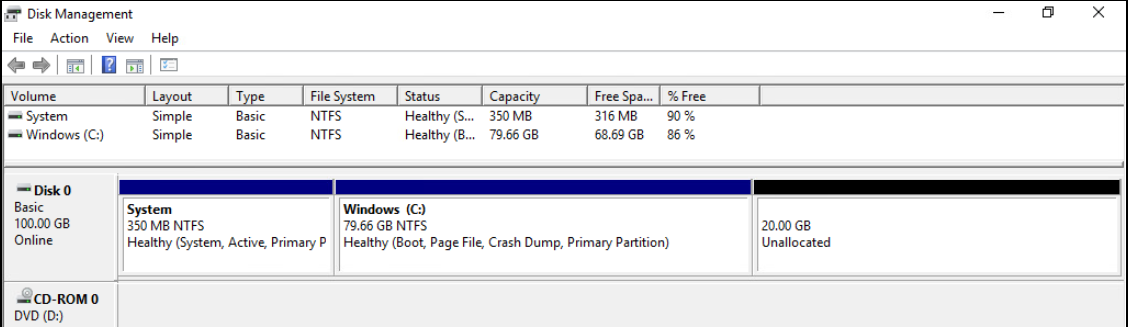 Disk Management
File Action View Help
Volume Layout Type File System Status Capacity Free Spa... % Free
System Simple Basic NTFS Healthy (S... 350 MB 316 MB 90 %
Windows (C:) Simple Basic NTFS Healthy (B... 79.66 GB 68.69 GB 86 %
Disk 0
Basic
100.00 GB
Online
System
350 MB NTFS
Healthy (System, Active, Primary P
Windows (C:)
79.66 GB NTFS
Healthy (Boot, Page File, Crash Dump, Primary Partition)
20.00 GB
Unallocated
CD-ROM 0
DVD (D:)